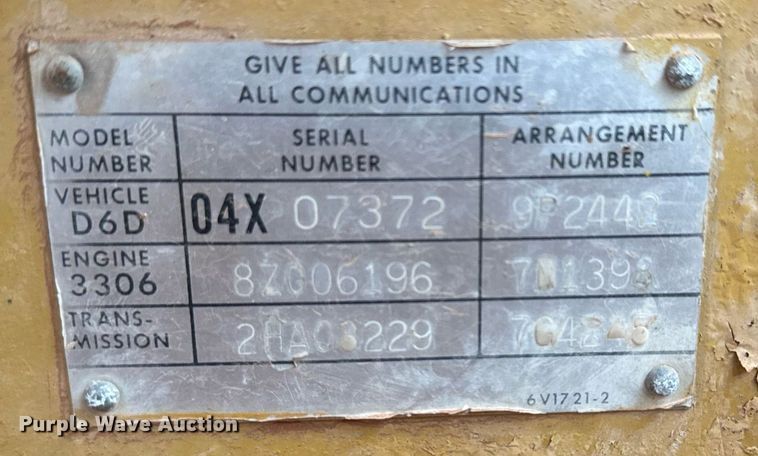 GIVE ALL NUMBERS IN
ALL COMMUNICATIONS
MODEL NUMBER SERIAL NUMBER ARRANGEMENT NUMBER
VEHICLE D6D 04X 07372
ENGINE 3306 8Z006196
TRANS-MISSION
6V1721-2
Purple Wave Auction